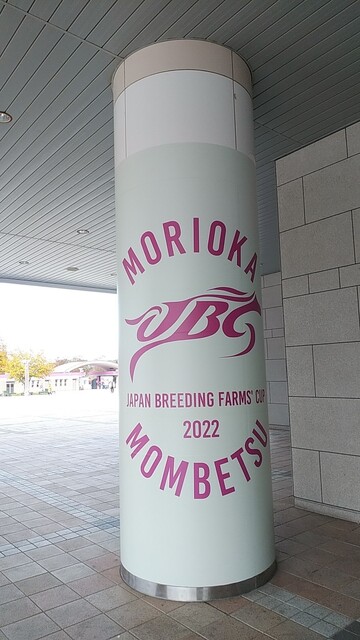 MORIOKA
JBC
JAPAN BREEDING FARMS' CUP
2022
MOMBETSU